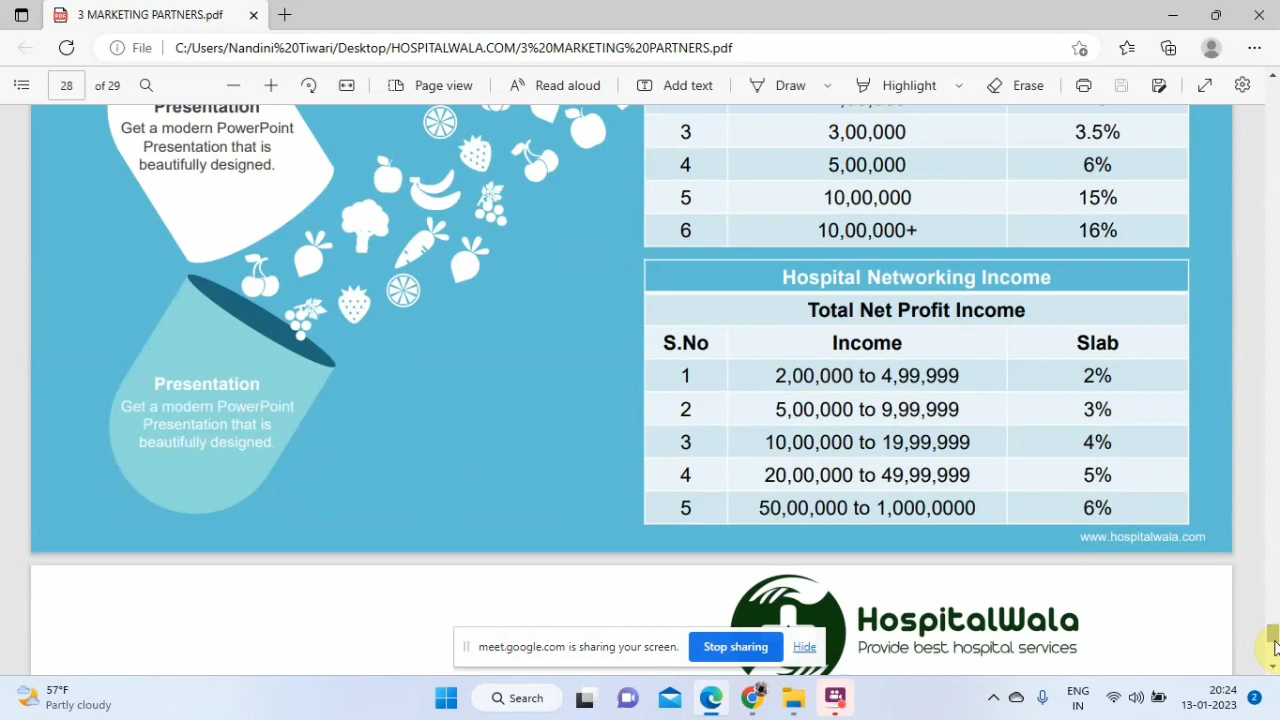 3 MARKETING PARTNERS.pdf
File
C:/Users/Nandini%20Tiwari/Desktop/HOSPITALWALA.COM/3%20MARKETING%20PARTNERS.pdf
28 of 29
Page view
Read aloud
Add text
Draw
Highlight
Erase
Presentation
Get a modern PowerPoint
Presentation that is
beautifully designed.
Presentation
Get a modern PowerPoint
Presentation that is
beautifully designed.
3 3,00,000 3.5%
4 5,00,000 6%
5 10,00,000 15%
6 10,00,000+ 16%
Hospital Networking Income
Total Net Profit Income
S.No Income Slab
1 2,00,000 to 4,99,999 2%
2 5,00,000 to 9,99,999 3%
3 10,00,000 to 19,99,999 4%
4 20,00,000 to 49,99,999 5%
5 50,00,000 to 1,000,0000 6%
www.hospitalwala.com
HospitalWala
Provide best hospital services
meet.google.com is sharing your screen.
Stop sharing
Hide
57°F
Partly cloudy
Search
ENG
IN
20:24
13-01-2023
2